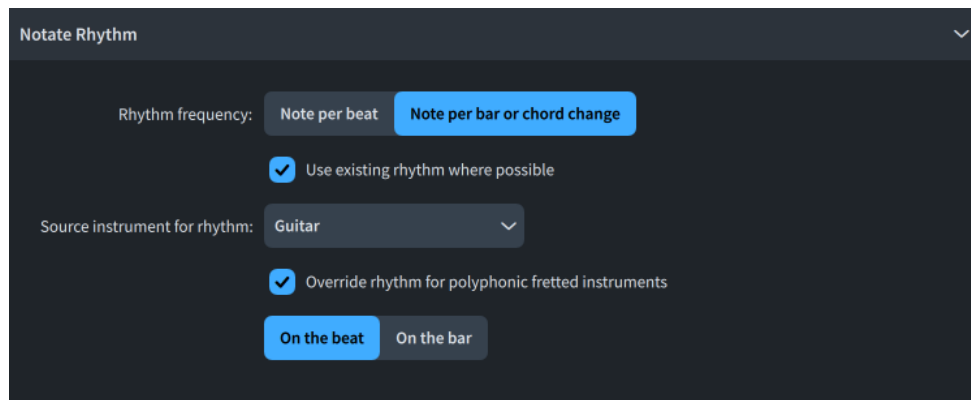 Notate Rhythm
Rhythm frequency: Note per beat Note per bar or chord change
Use existing rhythm where possible
Source instrument for rhythm: Guitar
Override rhythm for polyphonic fretted instruments
On the beat On the bar